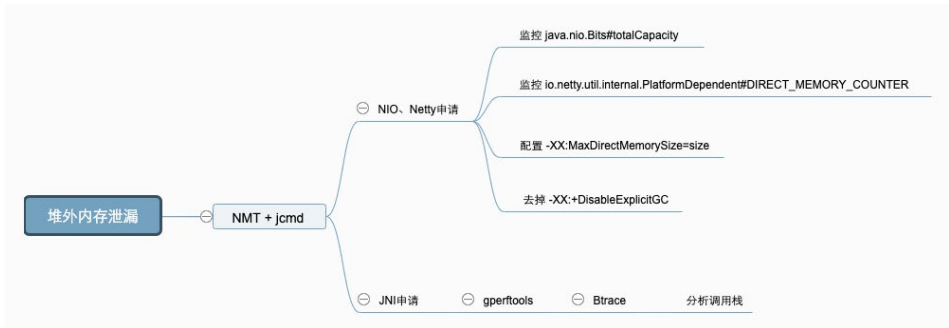 监控 java.nio.Bits#totalCapacity
监控 io.netty.util.internal.PlatformDependent#DIRECT_MEMORY_COUNTER
NIO、Netty申请
配置 -XX:MaxDirectMemorySize=size
去掉 -XX:+DisableExplicitGC
堆外内存泄漏
NMT + jcmd
JNI申请
gperftools
Btrace
分析调用栈